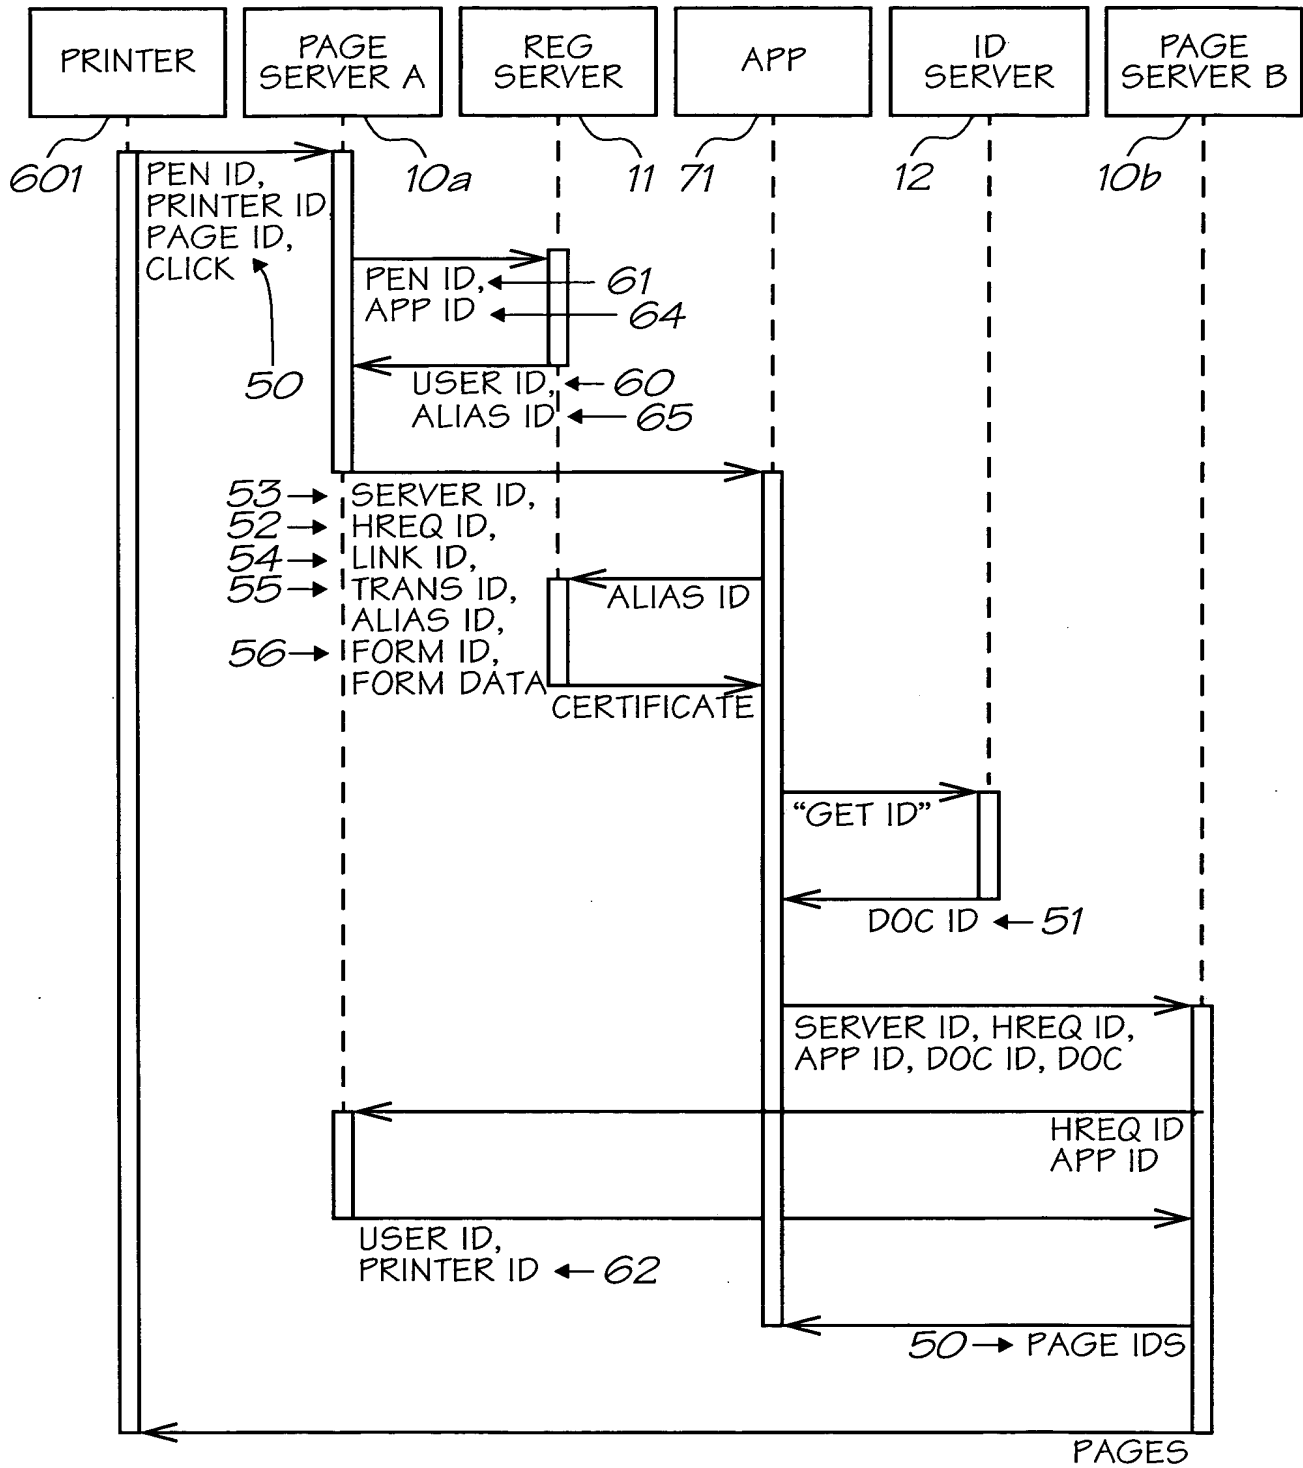 PRINTER
PAGE
SERVER A
REG
SERVER
APP
ID
SERVER
PAGE
SERVER B
601
10a
11
71
12
10b
PEN ID,
PRINTER ID
PAGE ID,
CLICK
50
PEN ID,
61
APP ID
64
USER ID,
60
ALIAS ID
65
53
SERVER ID,
52
HREQ ID,
54
LINK ID,
55
TRANS ID,
ALIAS ID,
56
FORM ID,
FORM DATA
ALIAS ID
CERTIFICATE
“GET ID”
DOC ID
51
SERVER ID, HREQ ID,
APP ID, DOC ID, DOC
HREQ ID
APP ID
USER ID,
PRINTER ID
62
50
PAGE IDS
PAGES